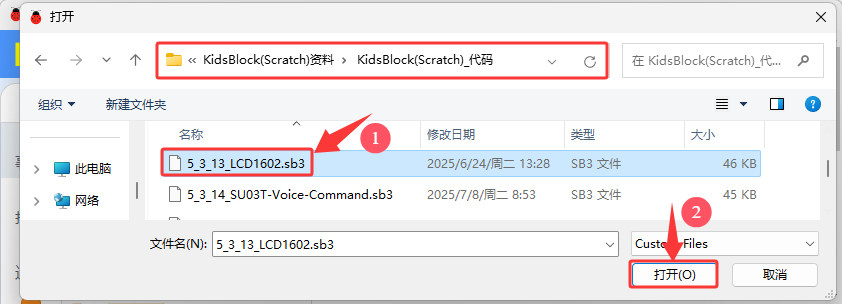 打开
« KidsBlock(Scratch)资料 > KidsBlock(Scratch)_代码
在 KidsBlock(Scratch)_代...
组织
新建文件夹
名称 修改日期 类型 大小
1
此电脑
5_3_13_LCD1602.sb3 2025/6/24/周二 13:28 SB3 文件 46 KB
网络
5_3_14_SU03T-Voice-Command.sb3 2025/7/8/周二 8:53 SB3 文件 45 KB
2
文件名(N): 5_3_13_LCD1602.sb3
打开(O) 取消